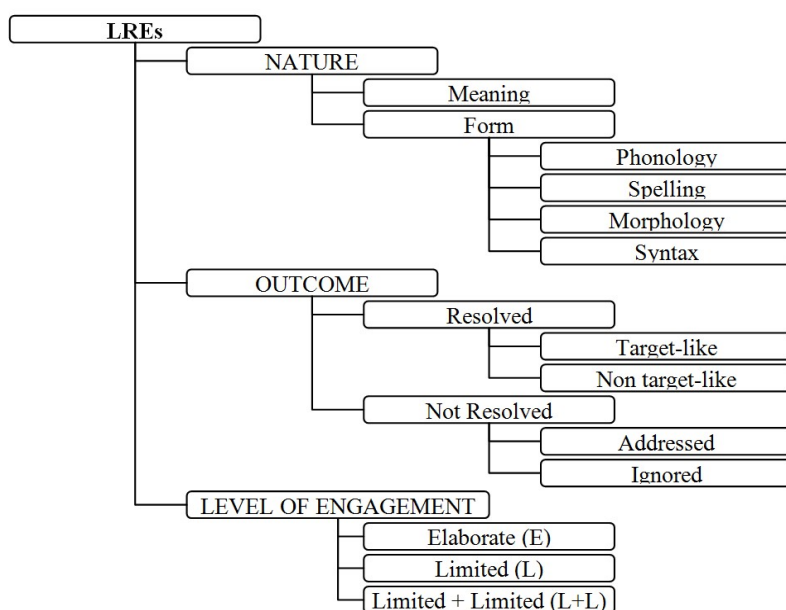 LREs
NATURE
Meaning
Form
Phonology
Spelling
Morphology
Syntax
OUTCOME
Resolved
Target-like
Non target-like
Not Resolved
Addressed
Ignored
LEVEL OF ENGAGEMENT
Elaborate (E)
Limited (L)
Limited + Limited (L+L)